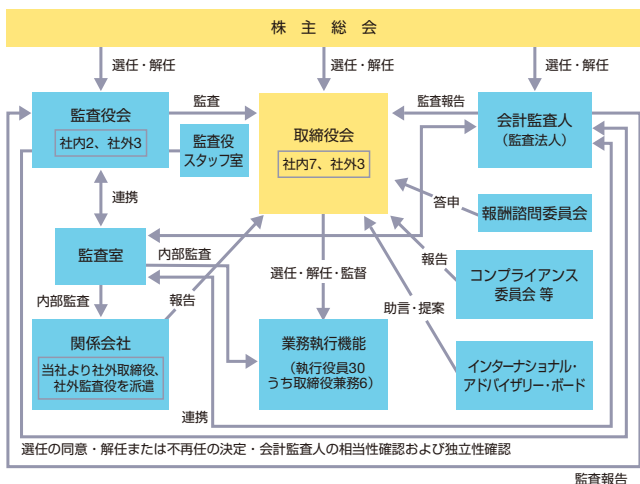 株主総会
選任・解任
選任・解任
選任・解任
監査役会
社内2、社外3
監査
監査役
スタッフ室
取締役会
社内7、社外3
監査報告
会計監査人
（監査法人）
連携
答申
報酬諮問委員会
監査室
内部監査
内部監査
報告
選任・解任・監督
報告
コンプライアンス
委員会 等
助言・提案
関係会社
当社より社外取締役、
社外監査役を派遣
業務執行機能
（執行役員30
うち取締役兼務6）
インターナショナル・
アドバイザリー・ボード
連携
選任の同意・解任または不再任の決定・会計監査人の相当性確認および独立性確認
監査報告